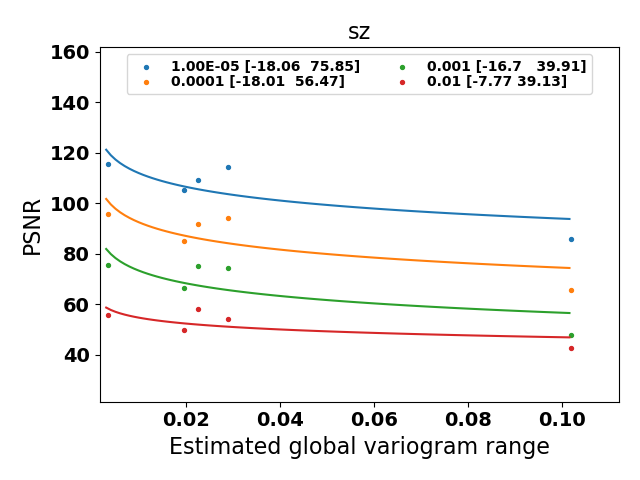 sz
160
140
120
100
80
60
40
PSNR
1.00E-05 [-18.06 75.85]
0.0001 [-18.01 56.47]
0.001 [-16.7 39.91]
0.01 [-7.77 39.13]
0.02 0.04 0.06 0.08 0.10
Estimated global variogram range